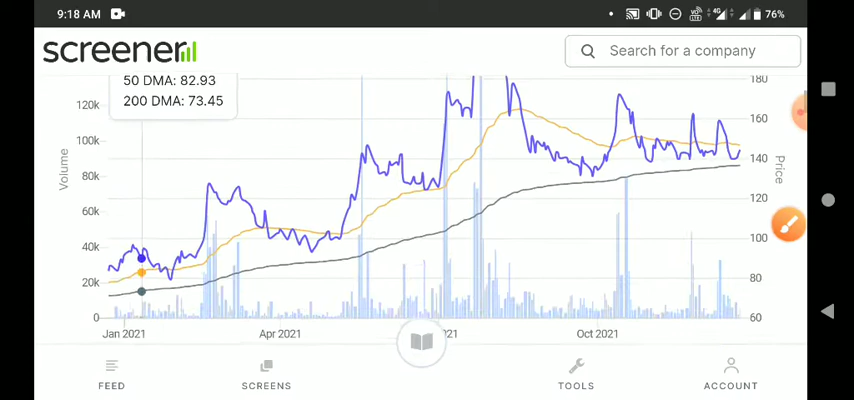 9:18 AM
4G
76%
screener
Search for a company
50 DMA: 82.93
200 DMA: 73.45
180
120k
160
100k
140
Volume
80k
Price
120
60k
100
40k
80
20k
0
60
Jan 2021
Apr 2021
2021
Oct 2021
FEED
SCREENS
TOOLS
ACCOUNT